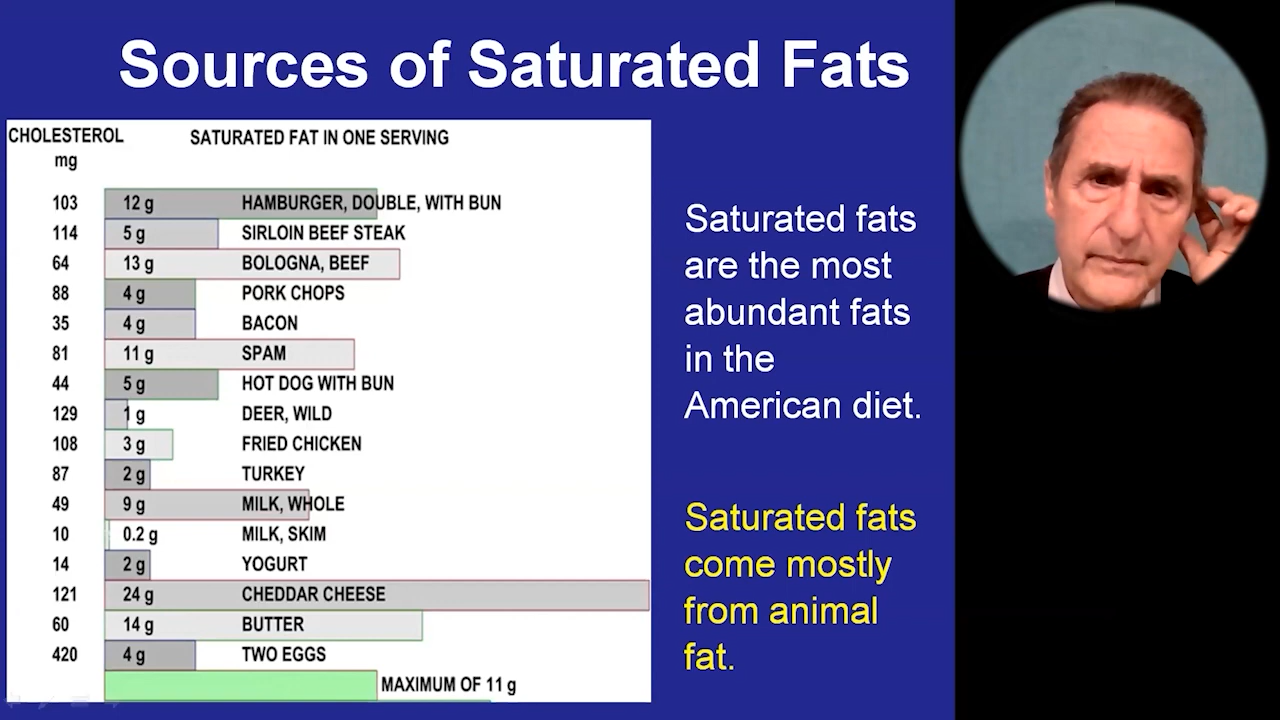 Sources of Saturated Fats
CHOLESTEROL SATURATED FAT IN ONE SERVING
mg
103 12 g HAMBURGER, DOUBLE, WITH BUN
114 5 g SIRLOIN BEEF STEAK
64 13 g BOLOGNA, BEEF
88 4 g PORK CHOPS
35 4 g BACON
81 11 g SPAM
44 5 g HOT DOG WITH BUN
129 1 g DEER, WILD
108 3 g FRIED CHICKEN
87 2 g TURKEY
49 9 g MILK, WHOLE
10 0.2 g MILK, SKIM
14 2 g YOGURT
121 24 g CHEDDAR CHEESE
60 14 g BUTTER
420 4 g TWO EGGS
MAXIMUM OF 11 g
Saturated fats
are the most
abundant fats
in the
American diet.
Saturated fats
come mostly
from animal
fat.